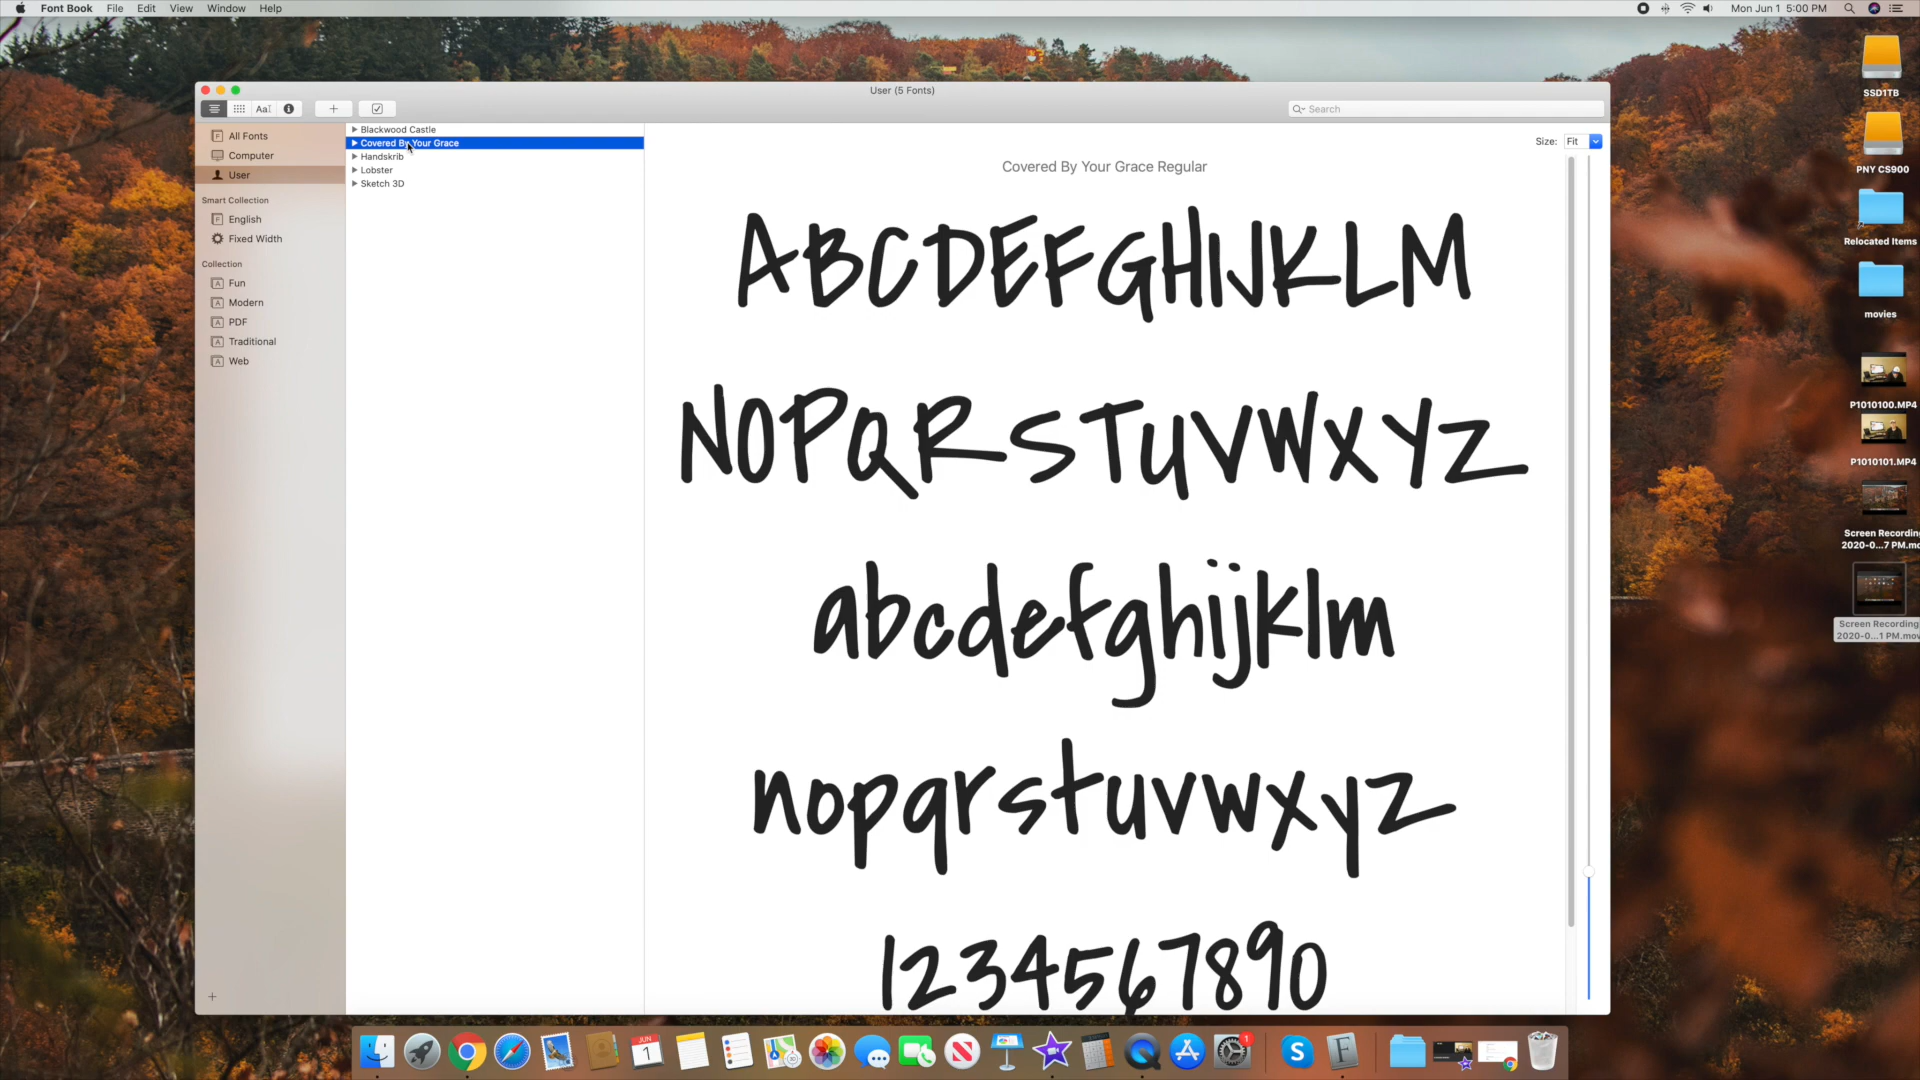 Font Book File Edit View Window Help
Mon Jun 1 5:00 PM
User (5 Fonts)
Search
All Fonts
Computer
User
Smart Collection
English
Fixed Width
Collection
Fun
Modern
PDF
Traditional
Web
Blackwood Castle
Covered By Your Grace
Handskrib
Lobster
Sketch 3D
Size: Fit
Covered By Your Grace Regular
ABCDEFGHIJKLM
NOPQRSTUVWXYZ
abcdefghijklm
nopqrstuvwxyz
1234567890
SSD1TB
PNY CS900
Relocated Items
movies
P1010100.MP4
P1010101.MP4
Screen Recording
2020-0...7 PM.mo
Screen Recording
2020-0...1 PM.mov
JUN
1
1